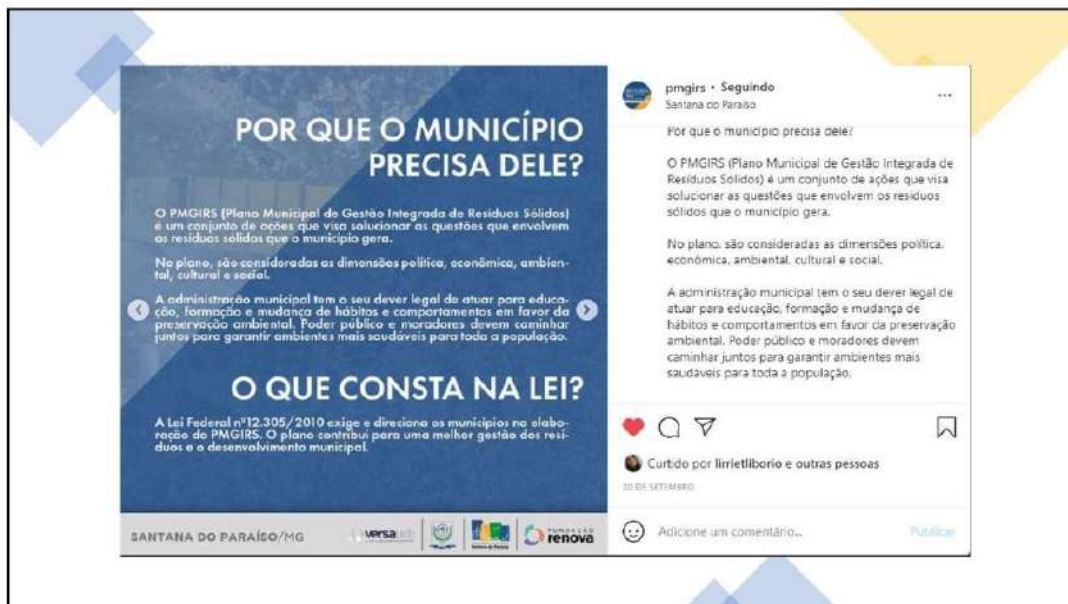 POR QUE O MUNICÍPIO
PRECISA DELE?
O PMGIRS (Plano Municipal de Gestão Integrada de Resíduos Sólidos)
é um conjunto de ações que visa solucionar as questões que envolvem
os resíduos sólidos que o município gera.
No plano, são consideradas as dimensões política, econômica, ambien-
tal, cultural e social.
A administração municipal tem o seu dever legal de atuar para educa-
ção, formação e mudança de hábitos e comportamentos em favor da
preservação ambiental. Poder público e moradores devem caminhar
juntos para garantir ambientes mais saudáveis para toda a população.
O QUE CONSTA NA LEI?
A Lei Federal nº12.305/2010 exige e direciona os municípios na elabo-
ração do PMGIRS. O plano contribui para uma melhor gestão dos resí-
duos e o desenvolvimento municipal.
SANTANA DO PARAÍSO/MG
versa
Santana do Paraíso
FUNDAÇÃO
renova
pmgirs • Seguindo
Santana do Paraíso
Por que o município precisa dele?
O PMGIRS (Plano Municipal de Gestão Integrada de
Resíduos Sólidos) é um conjunto de ações que visa
solucionar as questões que envolvem os resíduos
sólidos que o município gera.
No plano, são consideradas as dimensões política,
econômica, ambiental, cultural e social.
A administração municipal tem o seu dever legal de
atuar para educação, formação e mudança de
hábitos e comportamentos em favor da preservação
ambiental. Poder público e moradores devem
caminhar juntos para garantir ambientes mais
saudáveis para toda a população.
Curtido por lirrietliborio e outras pessoas
30 DE SETEMBRO
Adicione um comentário...
Publicar